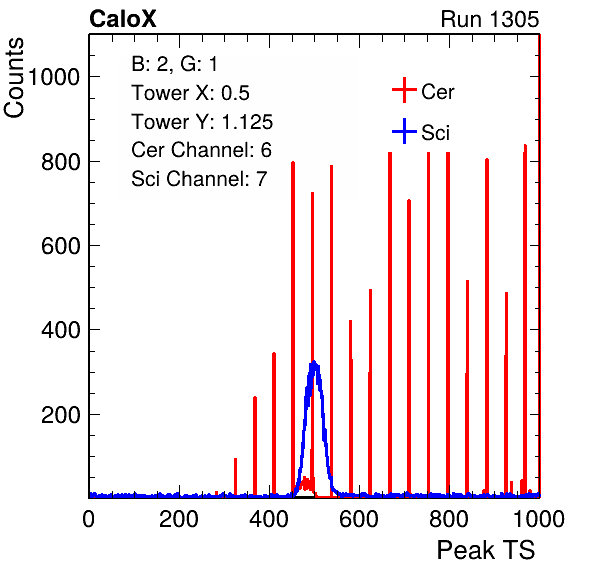 CaloX Run 1305
Counts
B: 2, G: 1
Tower X: 0.5
Tower Y: 1.125
Cer Channel: 6
Sci Channel: 7
Cer
Sci
1000
800
600
400
200
0 200 400 600 800 1000
Peak TS